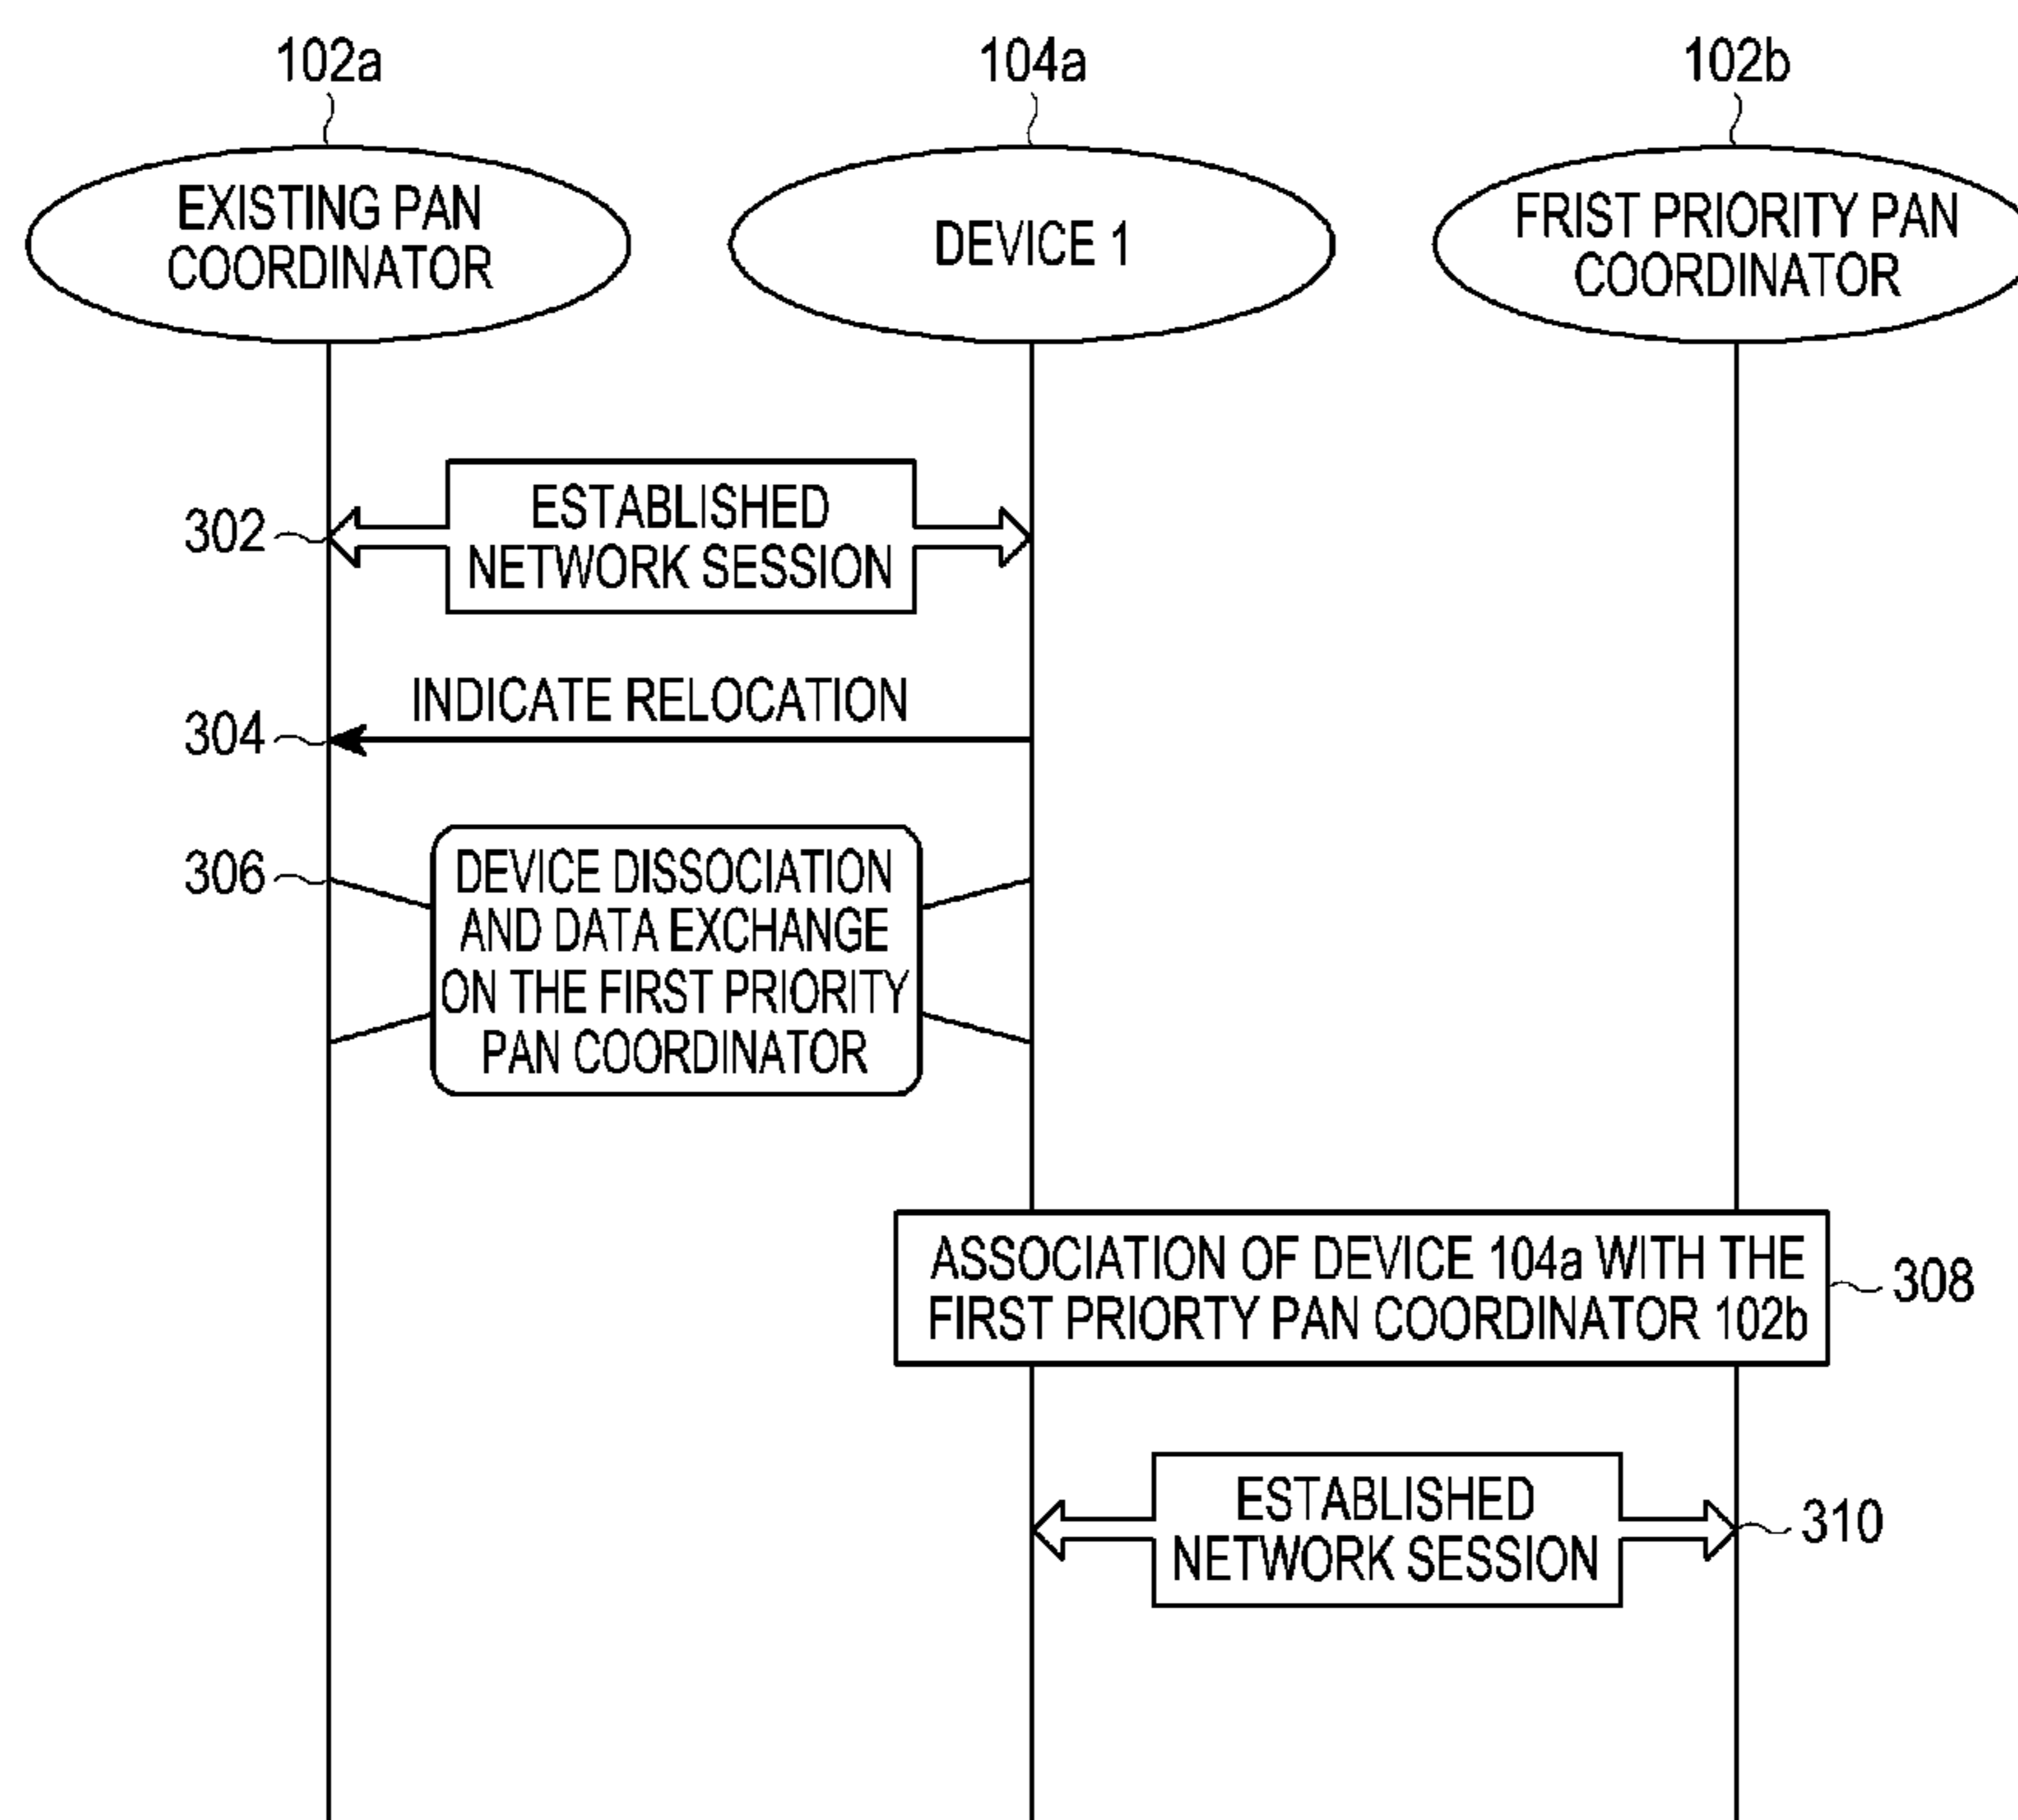 102a
104a
102b
EXISTING PAN
COORDINATOR
DEVICE 1
FRIST PRIORITY PAN
COORDINATOR
302
ESTABLISHED
NETWORK SESSION
INDICATE RELOCATION
304
306
DEVICE DISSOCIATION
AND DATA EXCHANGE
ON THE FIRST PRIORITY
PAN COORDINATOR
ASSOCIATION OF DEVICE 104a WITH THE
FIRST PRIORTY PAN COORDINATOR 102b
308
ESTABLISHED
NETWORK SESSION
310